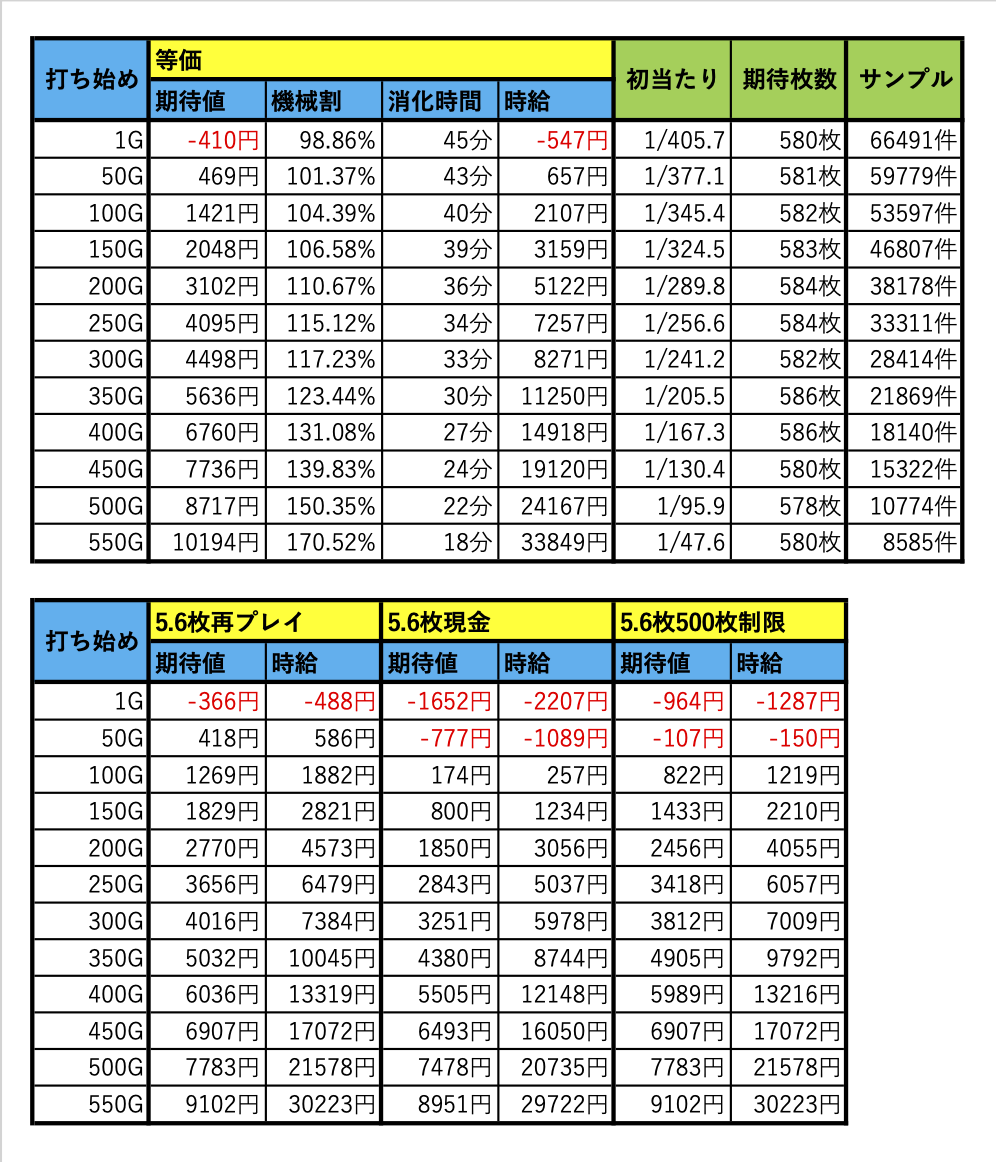 打ち始め 等価 初当たり 期待枚数 サンプル
期待値 機械割 消化時間 時給
1G -410円 98.86% 45分 -547円 1/405.7 580枚 66491件
50G 469円 101.37% 43分 657円 1/377.1 581枚 59779件
100G 1421円 104.39% 40分 2107円 1/345.4 582枚 53597件
150G 2048円 106.58% 39分 3159円 1/324.5 583枚 46807件
200G 3102円 110.67% 36分 5122円 1/289.8 584枚 38178件
250G 4095円 115.12% 34分 7257円 1/256.6 584枚 33311件
300G 4498円 117.23% 33分 8271円 1/241.2 582枚 28414件
350G 5636円 123.44% 30分 11250円 1/205.5 586枚 21869件
400G 6760円 131.08% 27分 14918円 1/167.3 586枚 18140件
450G 7736円 139.83% 24分 19120円 1/130.4 580枚 15322件
500G 8717円 150.35% 22分 24167円 1/95.9 578枚 10774件
550G 10194円 170.52% 18分 33849円 1/47.6 580枚 8585件
打ち始め 5.6枚再プレイ 5.6枚現金 5.6枚500枚制限
期待値 時給 期待値 時給 期待値 時給
1G -366円 -488円 -1652円 -2207円 -964円 -1287円
50G 418円 586円 -777円 -1089円 -107円 -150円
100G 1269円 1882円 174円 257円 822円 1219円
150G 1829円 2821円 800円 1234円 1433円 2210円
200G 2770円 4573円 1850円 3056円 2456円 4055円
250G 3656円 6479円 2843円 5037円 3418円 6057円
300G 4016円 7384円 3251円 5978円 3812円 7009円
350G 5032円 10045円 4380円 8744円 4905円 9792円
400G 6036円 13319円 5505円 12148円 5989円 13216円
450G 6907円 17072円 6493円 16050円 6907円 17072円
500G 7783円 21578円 7478円 20735円 7783円 21578円
550G 9102円 30223円 8951円 29722円 9102円 30223円